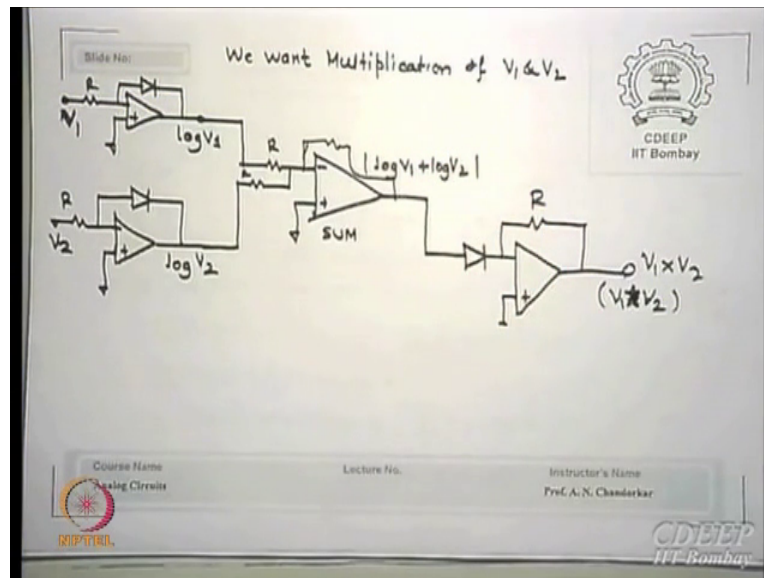 Slide No:
We want Multiplication of V1 & V2
CDEEP
IIT Bombay
R
V1
+
log V1
R
V2
+
log V2
R
R
-
+
SUM
|log V1 + log V2|
R
+
V1 × V2
(V1 * V2)
Course Name
Analog Circuits
Lecture No.
Instructor's Name
Prof. A. N. Chandorkar
NPTEL
CDEEP
IIT Bombay